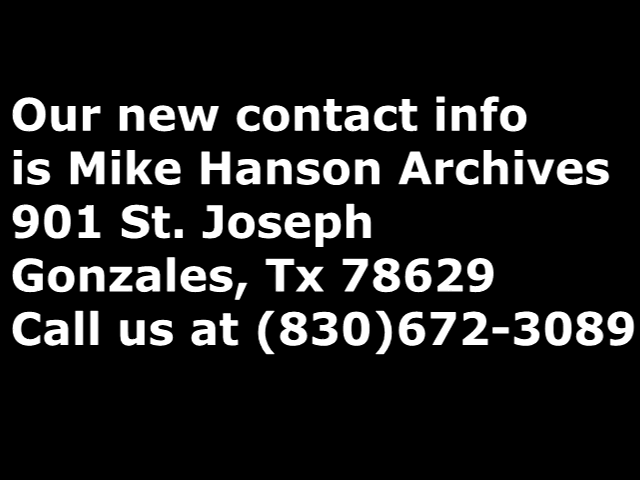 Our new contact info
is Mike Hanson Archives
901 St. Joseph
Gonzales, Tx 78629
Call us at (830)672-3089